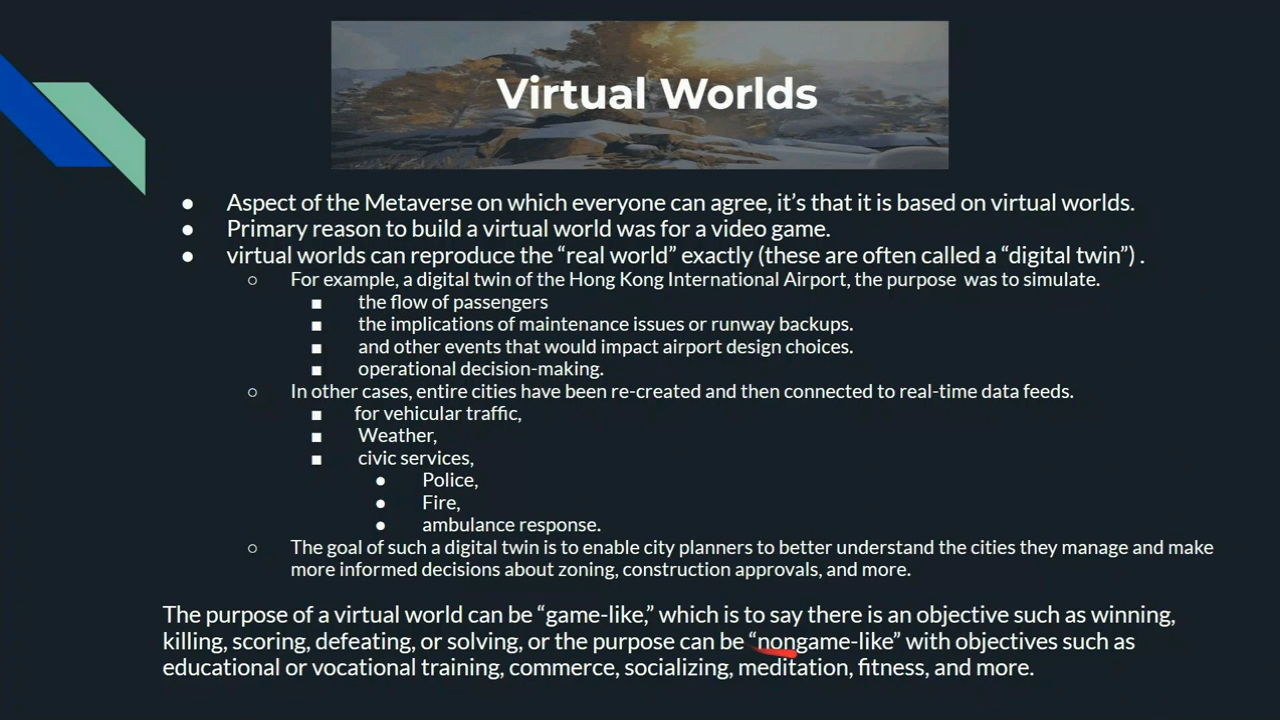 Virtual Worlds
● Aspect of the Metaverse on which everyone can agree, it's that it is based on virtual worlds.
● Primary reason to build a virtual world was for a video game.
● virtual worlds can reproduce the “real world” exactly (these are often called a “digital twin”) .
○ For example, a digital twin of the Hong Kong International Airport, the purpose was to simulate.
■ the flow of passengers
■ the implications of maintenance issues or runway backups.
■ and other events that would impact airport design choices.
■ operational decision-making.
○ In other cases, entire cities have been re-created and then connected to real-time data feeds.
■ for vehicular traffic,
■ Weather,
■ civic services,
● Police,
● Fire,
● ambulance response.
○ The goal of such a digital twin is to enable city planners to better understand the cities they manage and make
more informed decisions about zoning, construction approvals, and more.
The purpose of a virtual world can be “game-like,” which is to say there is an objective such as winning,
killing, scoring, defeating, or solving, or the purpose can be “nongame-like” with objectives such as
educational or vocational training, commerce, socializing, meditation, fitness, and more.